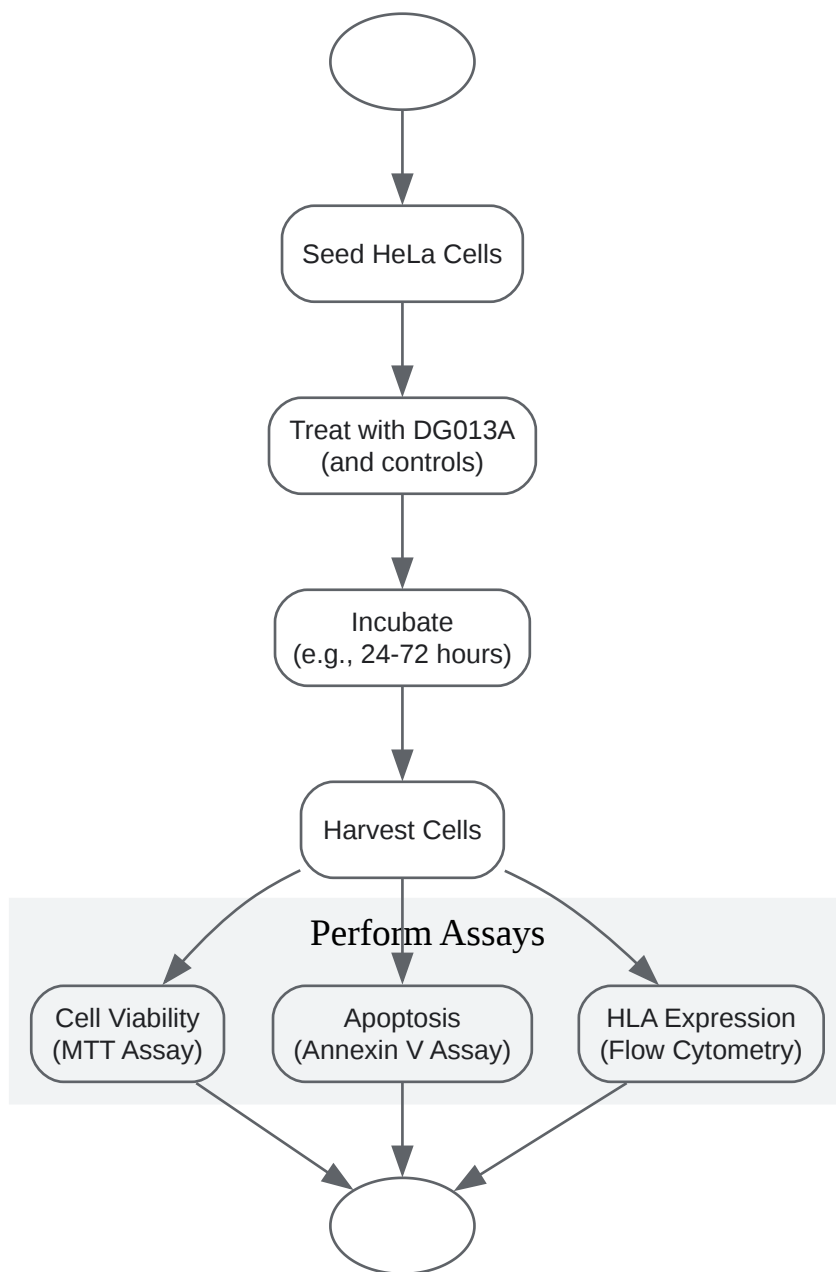 Seed HeLa Cells
Treat with DG013A
(and controls)
Incubate
(e.g., 24-72 hours)
Harvest Cells
Perform Assays
Cell Viability
(MTT Assay)
Apoptosis
(Annexin V Assay)
HLA Expression
(Flow Cytometry)